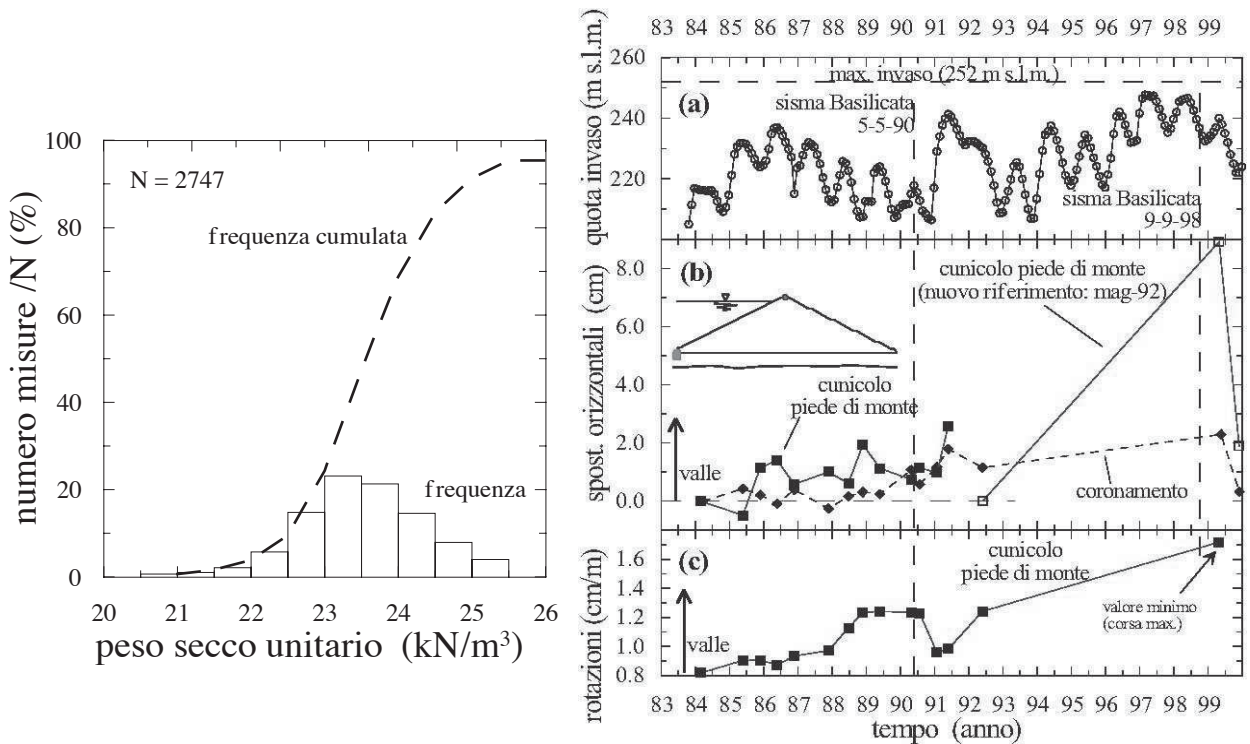 100
80
60
40
20
0
numero misure /N (%)
N = 2747
frequenza cumulata
frequenza
20 21 22 23 24 25 26
peso secco unitario (kN/m³)
83 84 85 86 87 88 89 90 91 92 93 94 95 96 97 98 99
260
240
220
quota invaso (m s.l.m.)
max. invaso (252 m s.l.m.)
(a)
sisma Basilicata
5-5-90
sisma Basilicata
9-9-98
8.0
6.0
4.0
2.0
0.0
spost. orizzontali (cm)
(b)
cunicolo piede di monte
(nuovo riferimento: mag-92)
cunicolo
piede di monte
valle
coronamento
1.6
1.4
1.2
1.0
0.8
rotazioni (cm/m)
(c)
cunicolo
piede di monte
valore minimo
(corsa max.)
valle
83 84 85 86 87 88 89 90 91 92 93 94 95 96 97 98 99
tempo (anno)